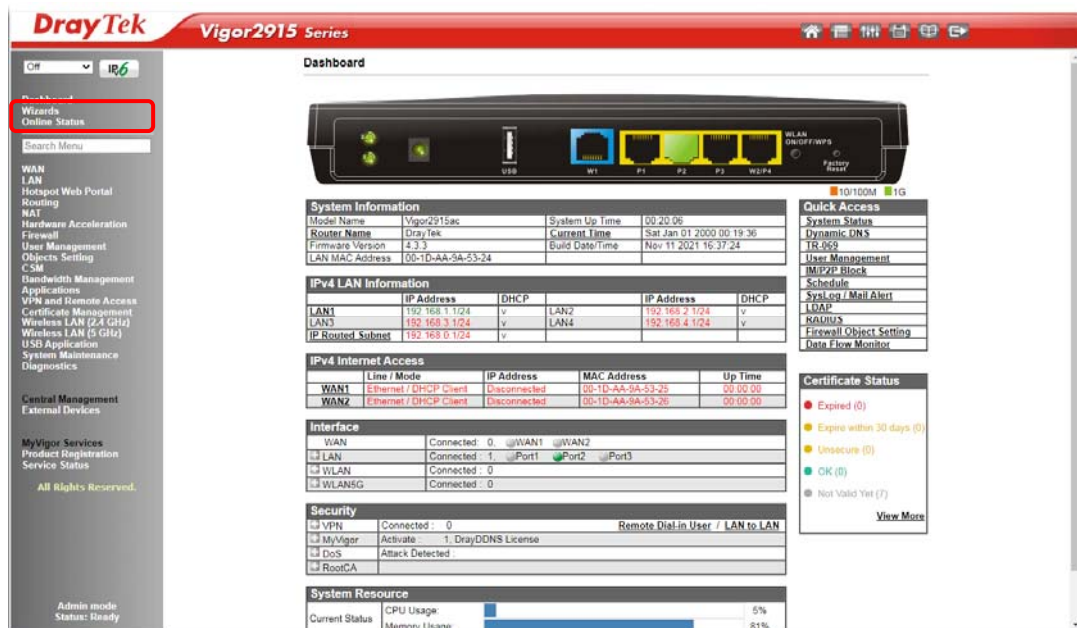 DrayTek Vigor2915 Series
Off IPv6
Dashboard
Wizards
Online Status
Search Menu
WAN
LAN
Hotspot Web Portal
Routing
NAT
Hardware Acceleration
Firewall
User Management
Objects Setting
CSM
Bandwidth Management
Applications
VPN and Remote Access
Certificate Management
Wireless LAN (2.4 GHz)
Wireless LAN (5 GHz)
USB Application
System Maintenance
Diagnostics
Central Management
External Devices
MyVigor Services
Product Registration
Service Status
All Rights Reserved.
Admin mode
Status: Ready
Dashboard
WLAN
ON/OFF/WPS
Factory
Reset
USB W1 P1 P2 P3 W2/P4
10/100M 1G
System Information
Model Name Vigor2915ac System Up Time 00:20:06
Router Name DrayTek Current Time Sat Jan 01 2000 00:19:36
Firmware Version 4.3.3 Build Date/Time Nov 11 2021 16:37:24
LAN MAC Address 00-1D-AA-9A-53-24
IPv4 LAN Information
IP Address DHCP IP Address DHCP
LAN1 192.168.1.1/24 v LAN2 192.168.2.1/24 v
LAN3 192.168.3.1/24 v LAN4 192.168.4.1/24 v
IP Routed Subnet 192.168.0.1/24 v
IPv4 Internet Access
Line / Mode IP Address MAC Address Up Time
WAN1 Ethernet / DHCP Client Disconnected 00-1D-AA-9A-53-25 00:00:00
WAN2 Ethernet / DHCP Client Disconnected 00-1D-AA-9A-53-26 00:00:00
Interface
WAN Connected: 0, WAN1 WAN2
LAN Connected : 1, Port1 Port2 Port3
WLAN Connected : 0
WLAN5G Connected : 0
Security
VPN Connected : 0 Remote Dial-in User / LAN to LAN
MyVigor Activate : 1, DrayDDNS License
DoS Attack Detected :
RootCA
System Resource
Current Status CPU Usage: 5%
Memory Usage: 81%
Quick Access
System Status
Dynamic DNS
TR-069
User Management
IM/P2P Block
Schedule
SysLog / Mail Alert
LDAP
RADIUS
Firewall Object Setting
Data Flow Monitor
Certificate Status
Expired (0)
Expire within 30 days (0)
Unsecure (0)
OK (0)
Not Valid Yet (7)
View More